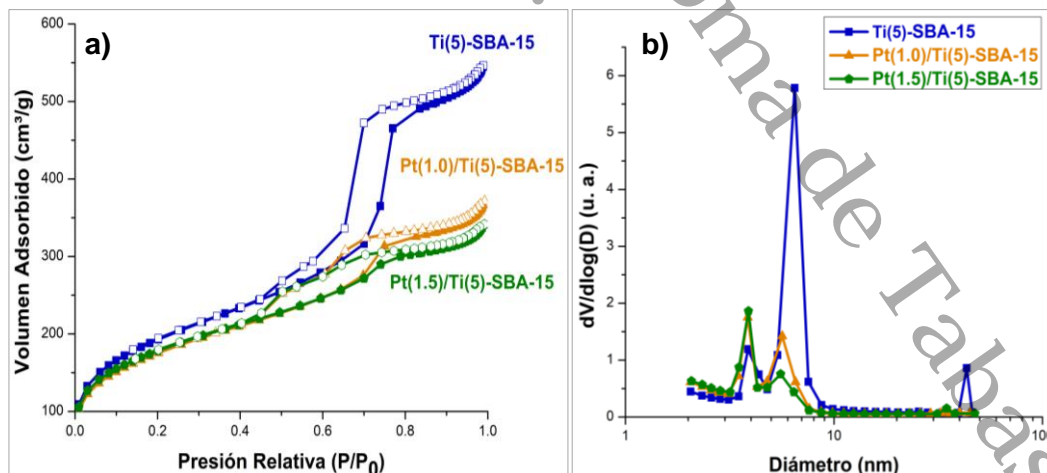 a)
Ti(5)-SBA-15
Pt(1.0)/Ti(5)-SBA-15
Pt(1.5)/Ti(5)-SBA-15
600
500
400
300
200
100
0.0 0.2 0.4 0.6 0.8 1.0
Volumen Adsorbido (cm³/g)
Presión Relativa (P/P₀)
b)
Ti(5)-SBA-15
Pt(1.0)/Ti(5)-SBA-15
Pt(1.5)/Ti(5)-SBA-15
6
5
4
3
2
1
0
1 10 100
dV/dlog(D) (u. a.)
Diámetro (nm)
de